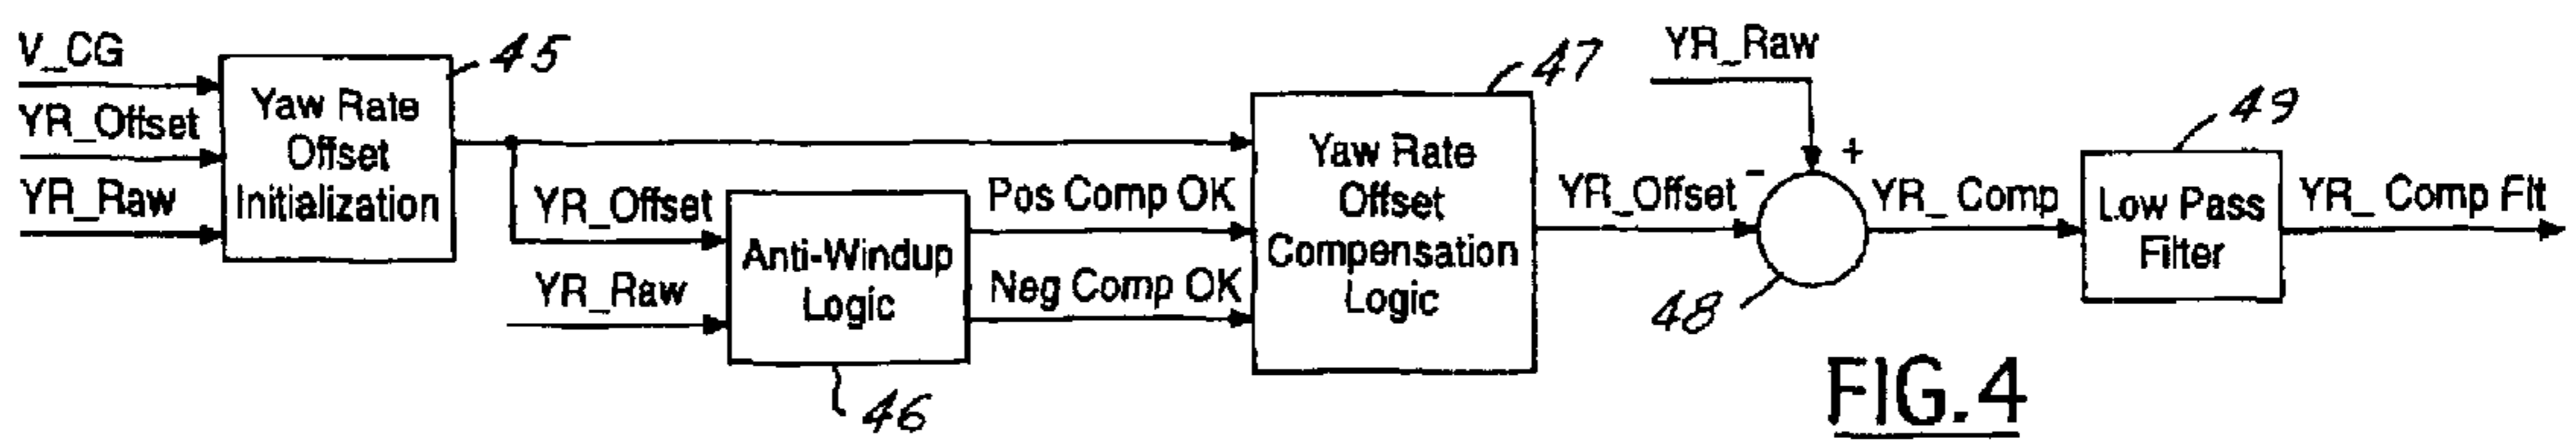 V_CG
YR_Offset
YR_Raw
Yaw Rate
Offset
Initialization
45
YR_Offset
YR_Raw
Anti-Windup
Logic
46
Pos Comp OK
Neg Comp OK
Yaw Rate
Offset
Compensation
Logic
47
YR_Offset
YR_Raw
-
+
48
YR_ Comp
Low Pass
Filter
49
YR_ Comp Flt
FIG.4